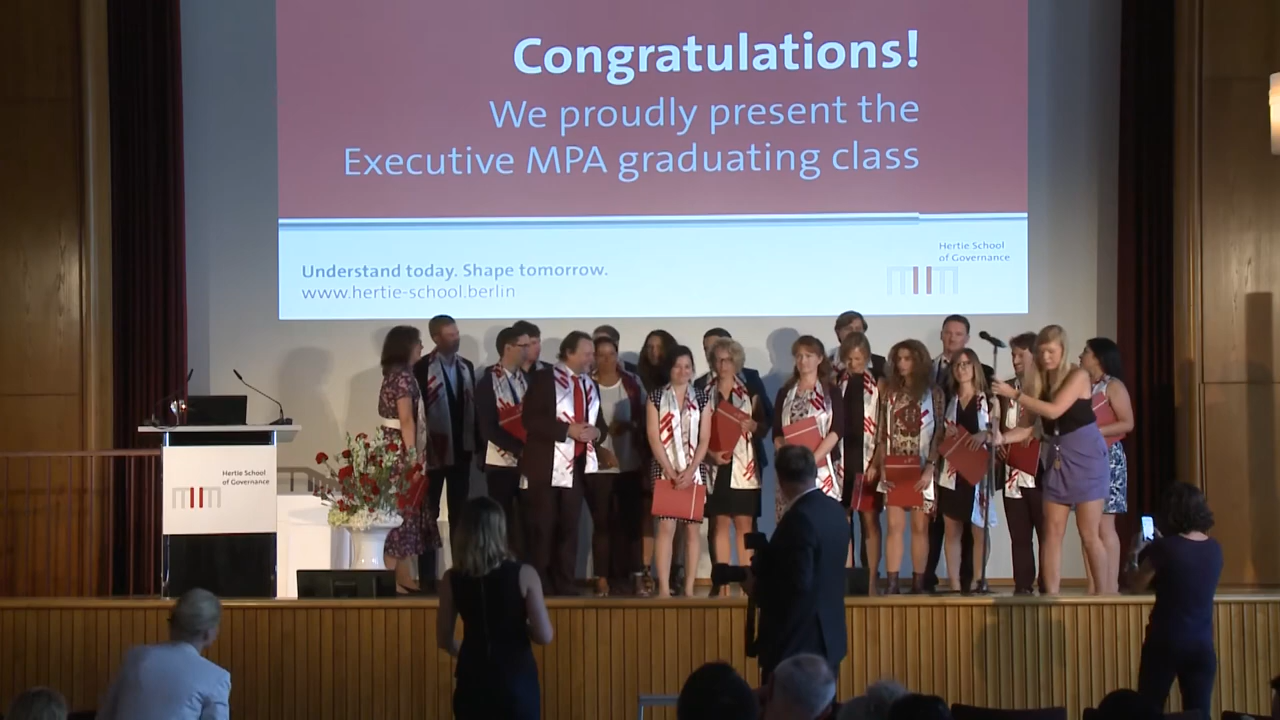 Congratulations!
We proudly present the
Executive MPA graduating class
Understand today. Shape tomorrow.
www.hertie-school.berlin
Hertie School
of Governance
Hertie School
of Governance